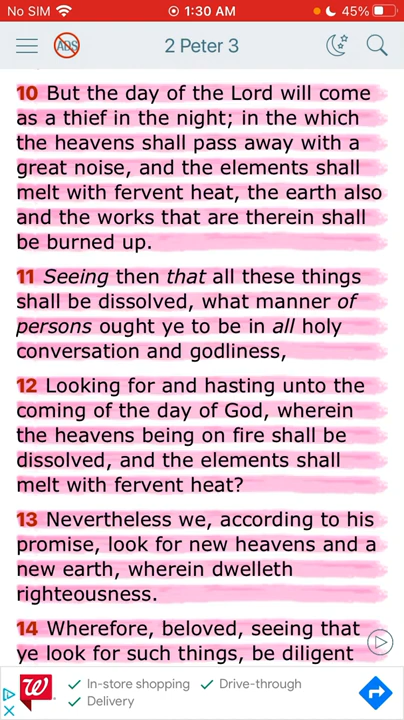 No SIM 1:30 AM 45%
ADS 2 Peter 3
10 But the day of the Lord will come
as a thief in the night; in the which
the heavens shall pass away with a
great noise, and the elements shall
melt with fervent heat, the earth also
and the works that are therein shall
be burned up.
11 Seeing then that all these things
shall be dissolved, what manner of
persons ought ye to be in all holy
conversation and godliness,
12 Looking for and hasting unto the
coming of the day of God, wherein
the heavens being on fire shall be
dissolved, and the elements shall
melt with fervent heat?
13 Nevertheless we, according to his
promise, look for new heavens and a
new earth, wherein dwelleth
righteousness.
14 Wherefore, beloved, seeing that
ye look for such things, be diligent
In-store shopping Drive-through
Delivery